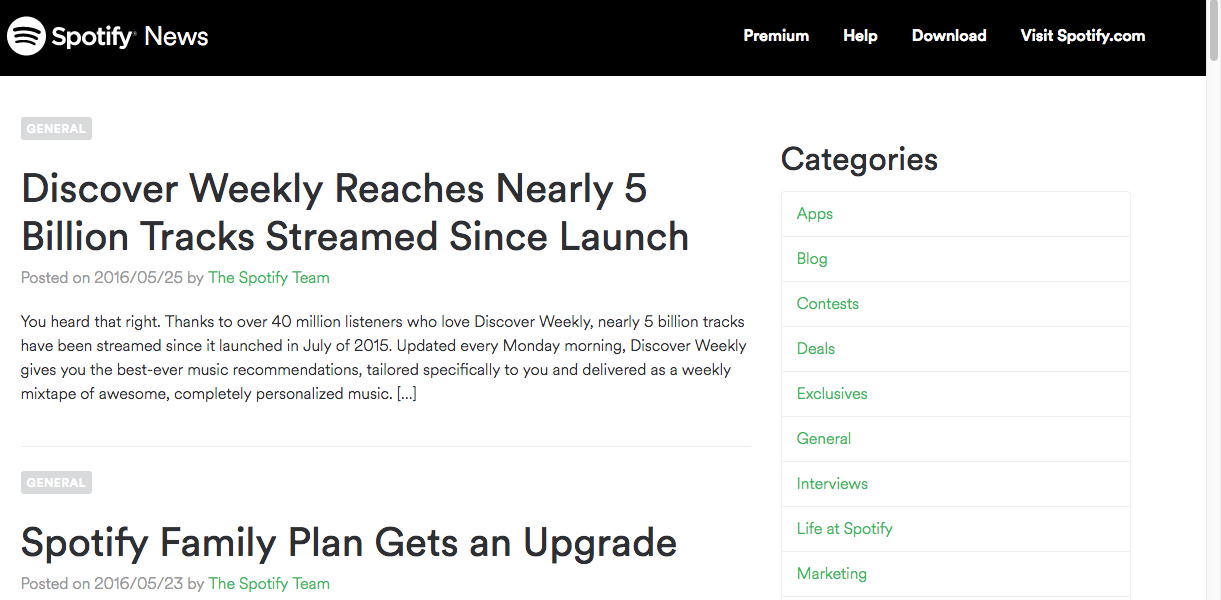 Spotify® News
Premium Help Download Visit Spotify.com
GENERAL
Discover Weekly Reaches Nearly 5
Billion Tracks Streamed Since Launch
Posted on 2016/05/25 by The Spotify Team
You heard that right. Thanks to over 40 million listeners who love Discover Weekly, nearly 5 billion tracks
have been streamed since it launched in July of 2015. Updated every Monday morning, Discover Weekly
gives you the best-ever music recommendations, tailored specifically to you and delivered as a weekly
mixtape of awesome, completely personalized music. [...]
GENERAL
Spotify Family Plan Gets an Upgrade
Posted on 2016/05/23 by The Spotify Team
Categories
Apps
Blog
Contests
Deals
Exclusives
General
Interviews
Life at Spotify
Marketing